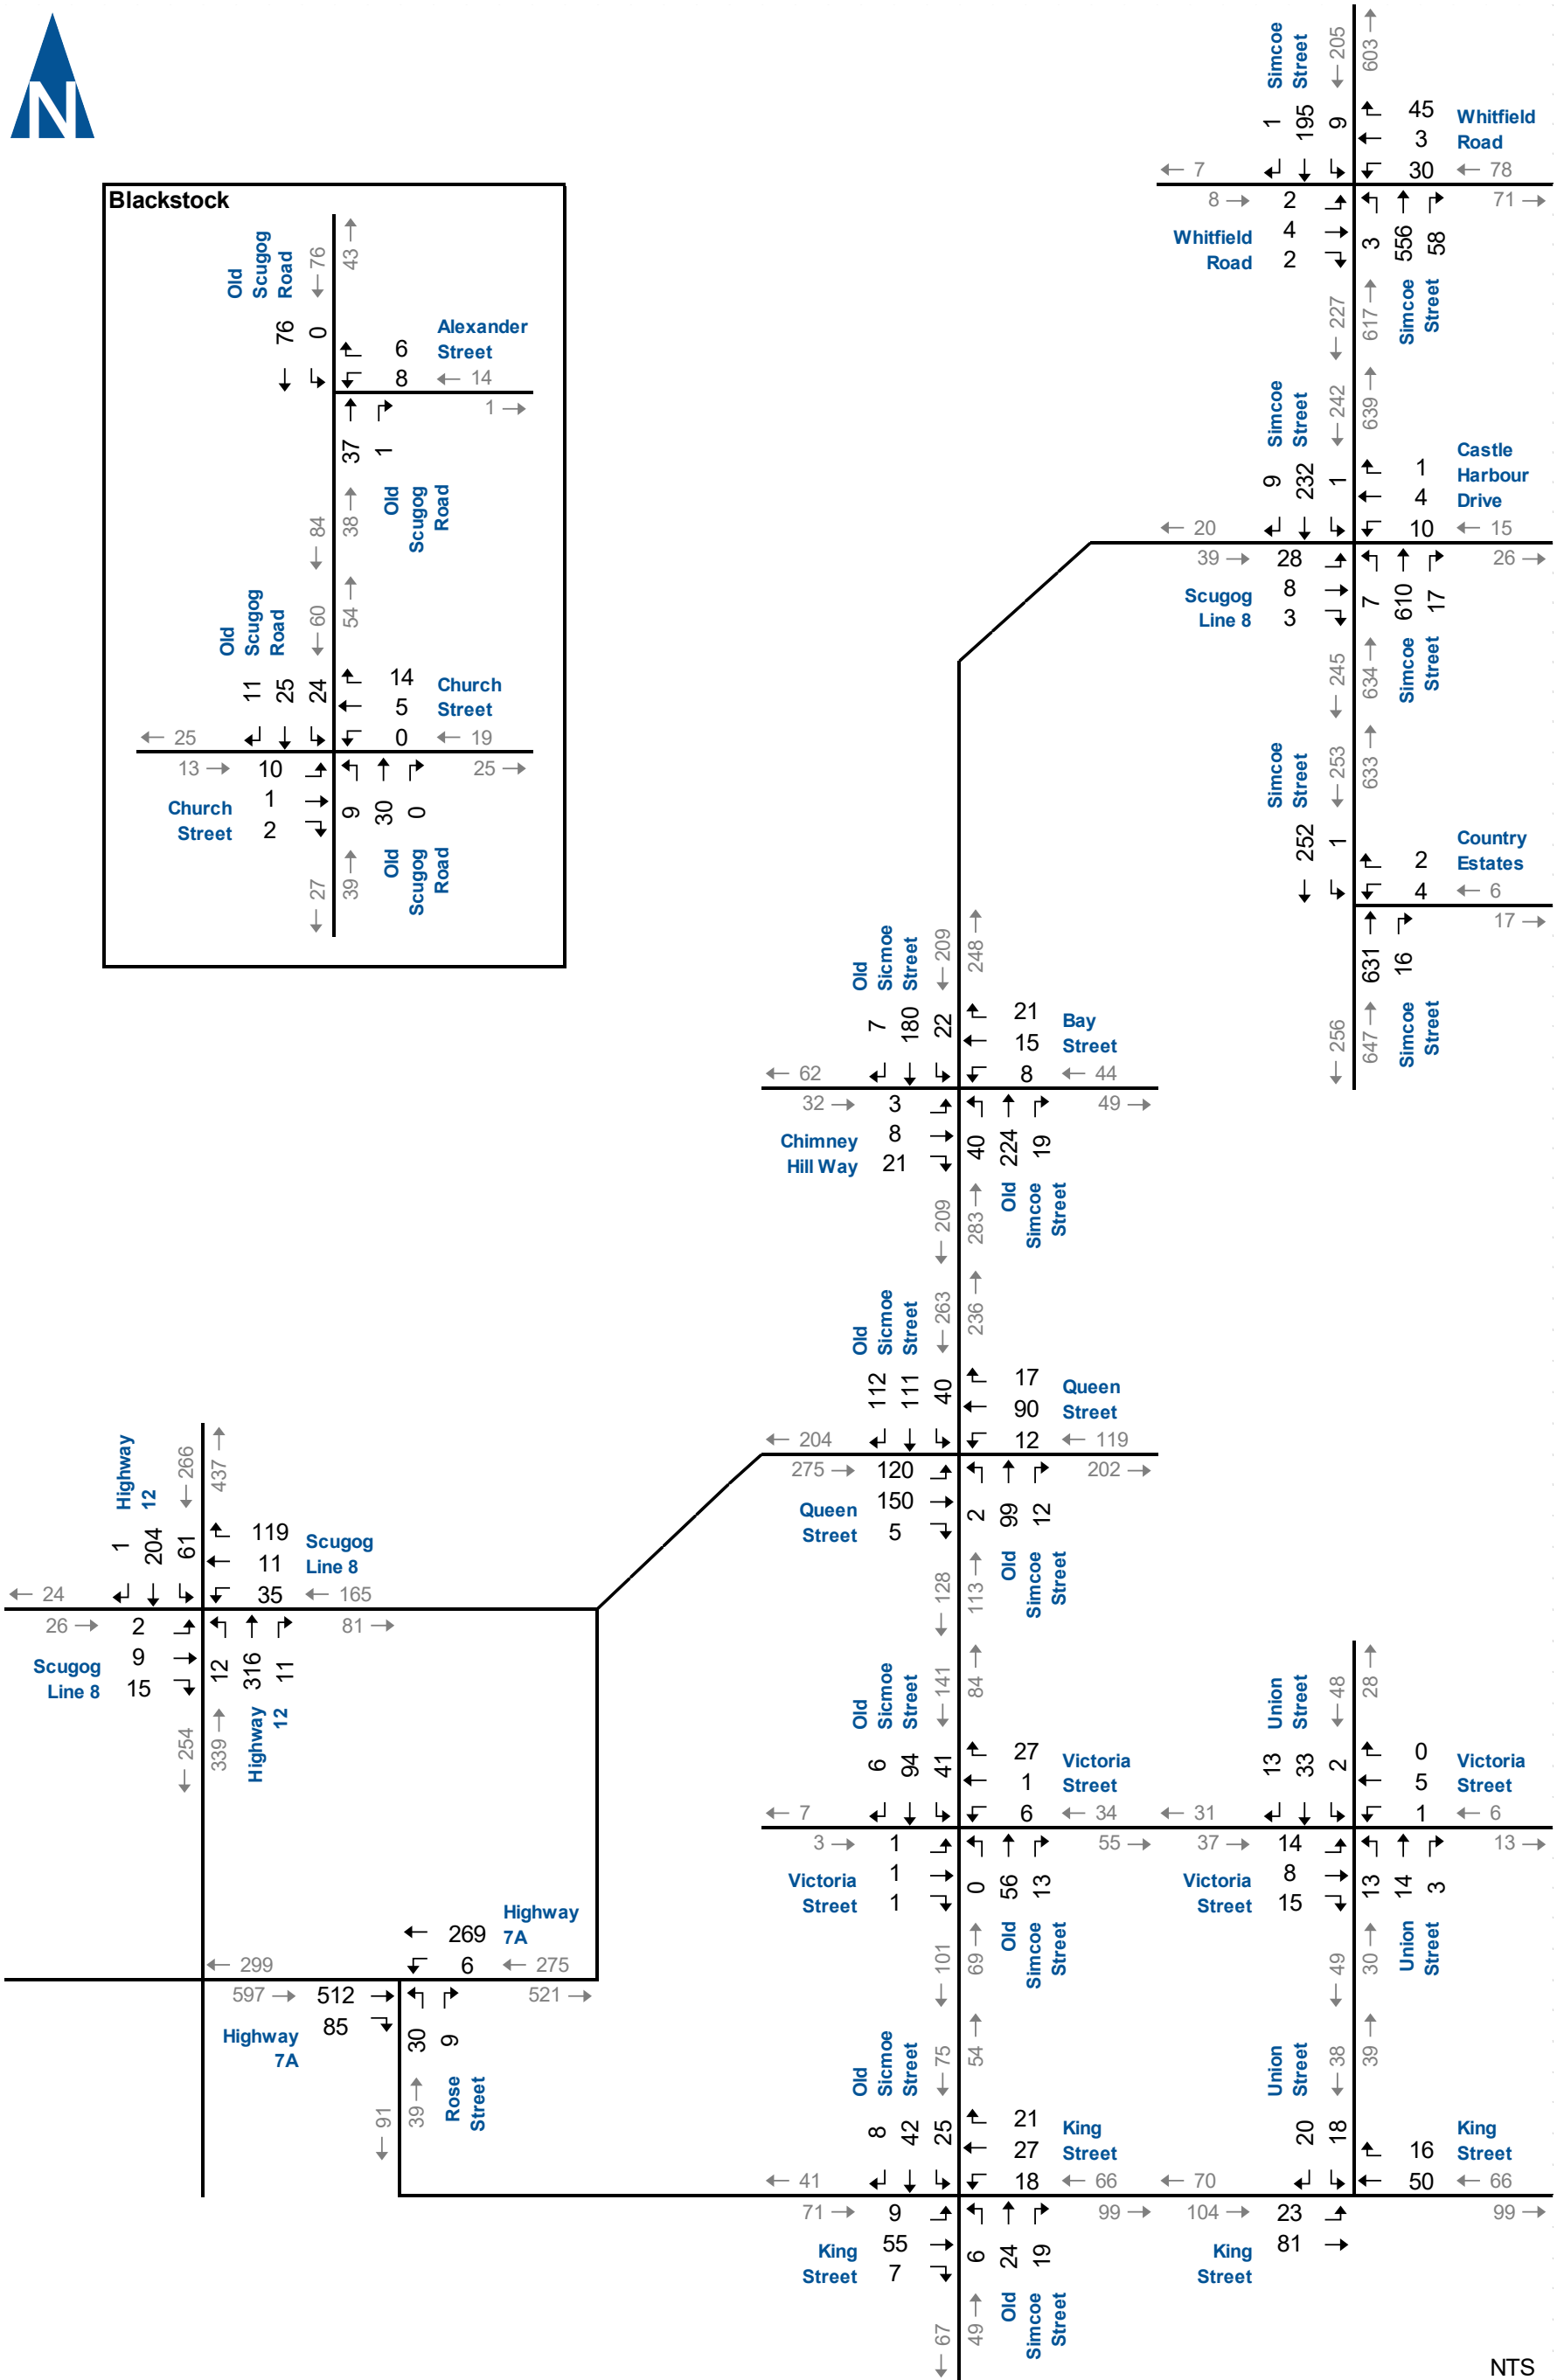 N
Blackstock
Old
Scugog
Road
← 76
43 →
76
0
6
8
Alexander
Street
← 14
1 →
37
1
Old
Scugog
Road
← 84
38 →
Old
Scugog
Road
← 60
54 →
11
25
24
14
5
0
Church
Street
← 25
← 19
13 →
25 →
10
1
2
Church
Street
9
30
0
Old
Scugog
Road
← 27
39 →
Simcoe
Street
← 205
603 →
1
195
9
45
3
30
Whitfield
Road
← 7
← 78
8 →
71 →
2
4
2
Whitfield
Road
3
556
58
Simcoe
Street
← 227
617 →
Simcoe
Street
← 242
639 →
9
232
1
1
4
10
Castle
Harbour
Drive
← 20
← 15
39 →
26 →
28
8
3
Scugog
Line 8
7
610
17
Simcoe
Street
← 245
634 →
Simcoe
Street
← 253
633 →
252
1
2
4
Country
Estates
← 6
17 →
631
16
Simcoe
Street
← 256
647 →
Old
Sicmoe
Street
← 209
248 →
7
180
22
21
15
8
Bay
Street
← 62
← 44
32 →
49 →
3
8
21
Chimney
Hill Way
40
224
19
Old
Simcoe
Street
← 209
283 →
Old
Sicmoe
Street
← 263
236 →
112
111
40
17
90
12
Queen
Street
← 204
← 119
275 →
202 →
120
150
5
Queen
Street
2
99
12
Old
Simcoe
Street
← 128
113 →
Highway
12
← 266
437 →
1
204
61
119
11
35
Scugog
Line 8
← 24
← 165
26 →
81 →
2
9
15
Scugog
Line 8
12
316
11
Highway
12
← 254
339 →
Old
Sicmoe
Street
← 141
84 →
6
94
41
27
1
6
Victoria
Street
← 7
← 34
3 →
55 →
1
1
1
Victoria
Street
0
56
13
Old
Simcoe
Street
← 101
69 →
Union
Street
← 48
28 →
13
33
2
0
5
1
Victoria
Street
← 31
← 6
37 →
13 →
14
8
15
Victoria
Street
13
14
3
Union
Street
← 49
30 →
269
6
Highway
7A
← 299
← 275
597 →
521 →
512
85
Highway
7A
30
9
Rose
Street
← 91
39 →
Old
Sicmoe
Street
← 75
54 →
8
42
25
21
27
18
King
Street
← 41
← 66
71 →
99 →
9
55
7
King
Street
6
24
19
Old
Simcoe
Street
← 67
49 →
Union
Street
← 38
39 →
20
18
16
50
King
Street
← 70
← 66
104 →
99 →
23
81
King
Street
NTS